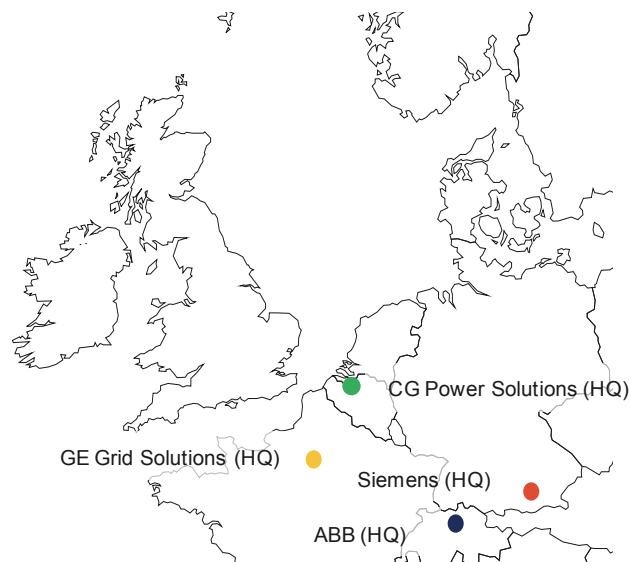 CG Power Solutions (HQ)
GE Grid Solutions (HQ)
Siemens (HQ)
ABB (HQ)